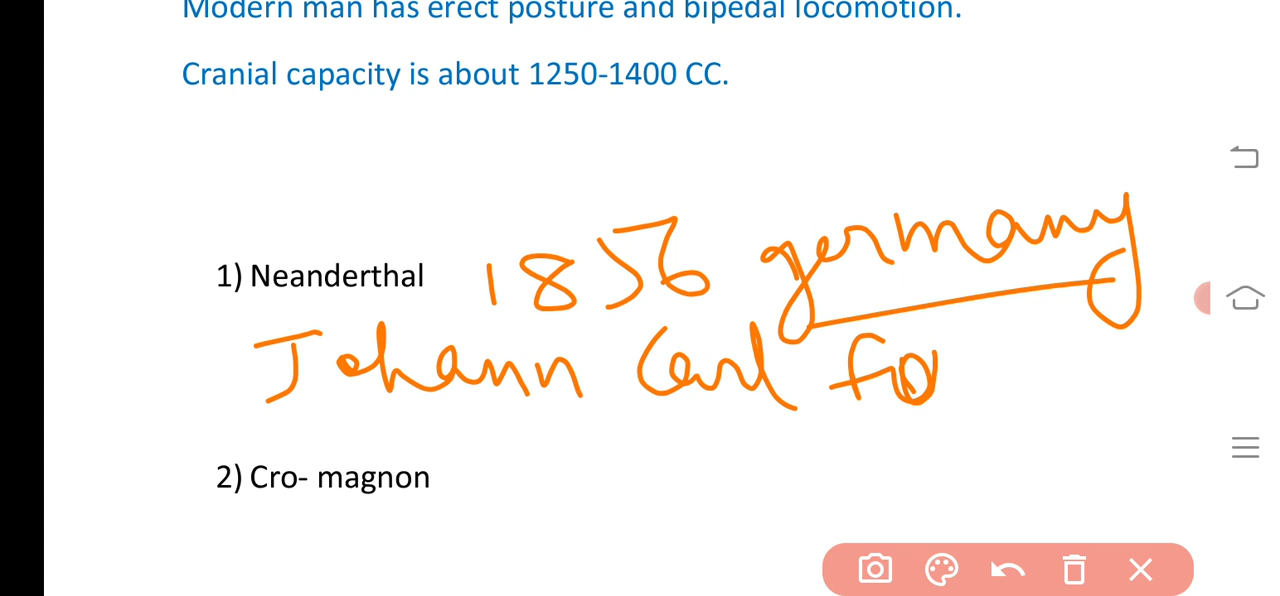 Modern man has erect posture and bipedal locomotion.
Cranial capacity is about 1250-1400 CC.
1) Neanderthal 1856 germany
Johann Carl
2) Cro- magnon